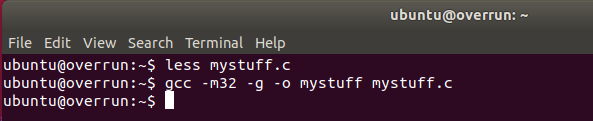 ubuntu@overrun: ~
File Edit View Search Terminal Help
ubuntu@overrun:~$ less mystuff.c
ubuntu@overrun:~$ gcc -m32 -g -o mystuff mystuff.c
ubuntu@overrun:~$